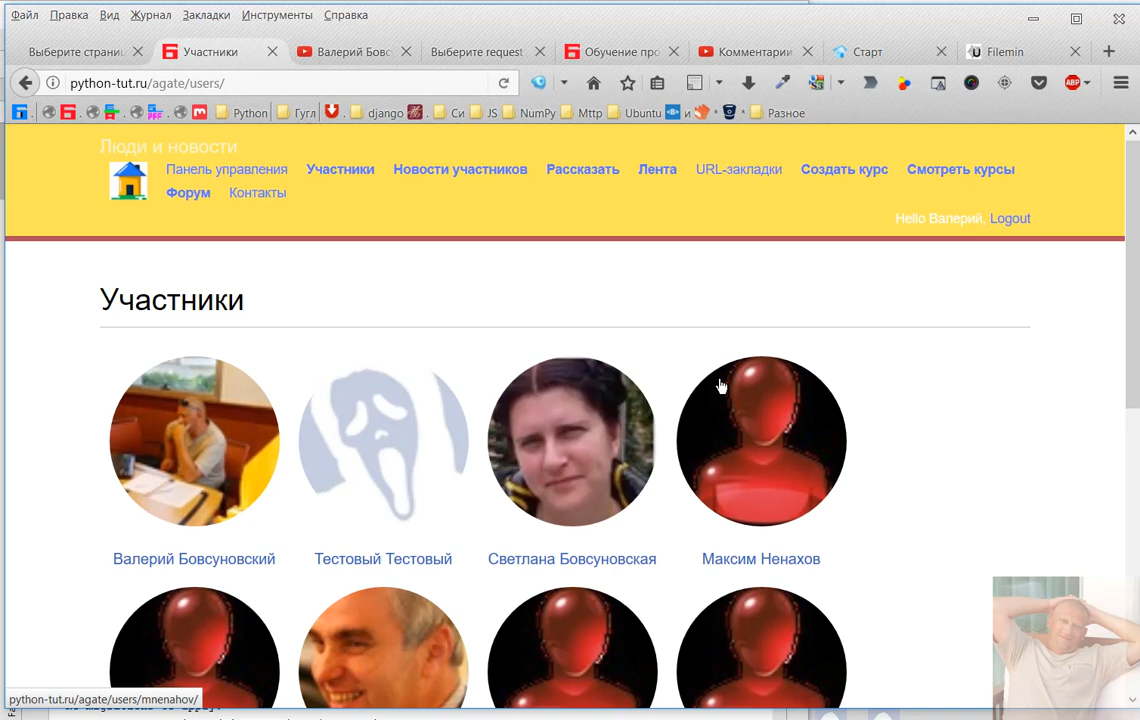 Файл Правка Вид Журнал Закладки Инструменты Справка
Выберите страниц Участники Валерий Бовс Выберите request Обучение про Комментарии Старт Filemin
python-tut.ru/agate/users/
Python Гугл django Си JS NumPy Mttp Ubuntu и Разное
Люди и новости
Панель управления Участники Новости участников Рассказать Лента URL-закладки Создать курс Смотреть курсы
Форум Контакты
Hello Валерий, Logout
Участники
Валерий Бовсуновский Тестовый Тестовый Светлана Бовсуновская Максим Ненахов
python-tut.ru/agate/users/mnenahov/